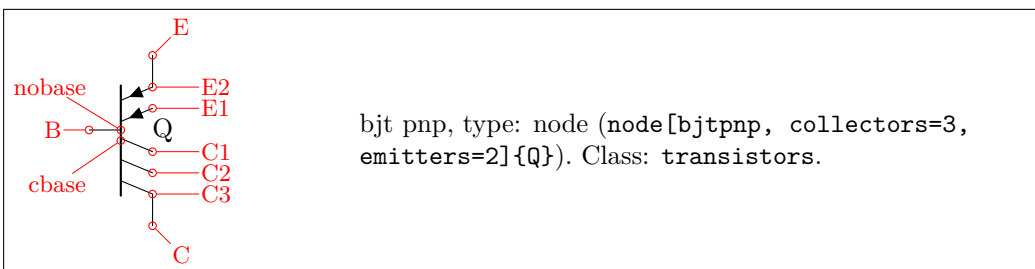 E
E2
nobase
E1
B
Q
C1
C2
cbase
C3
C
bjt pnp, type: node (node[bjtpnp, collectors=3,
emitters=2]{Q}). Class: transistors.